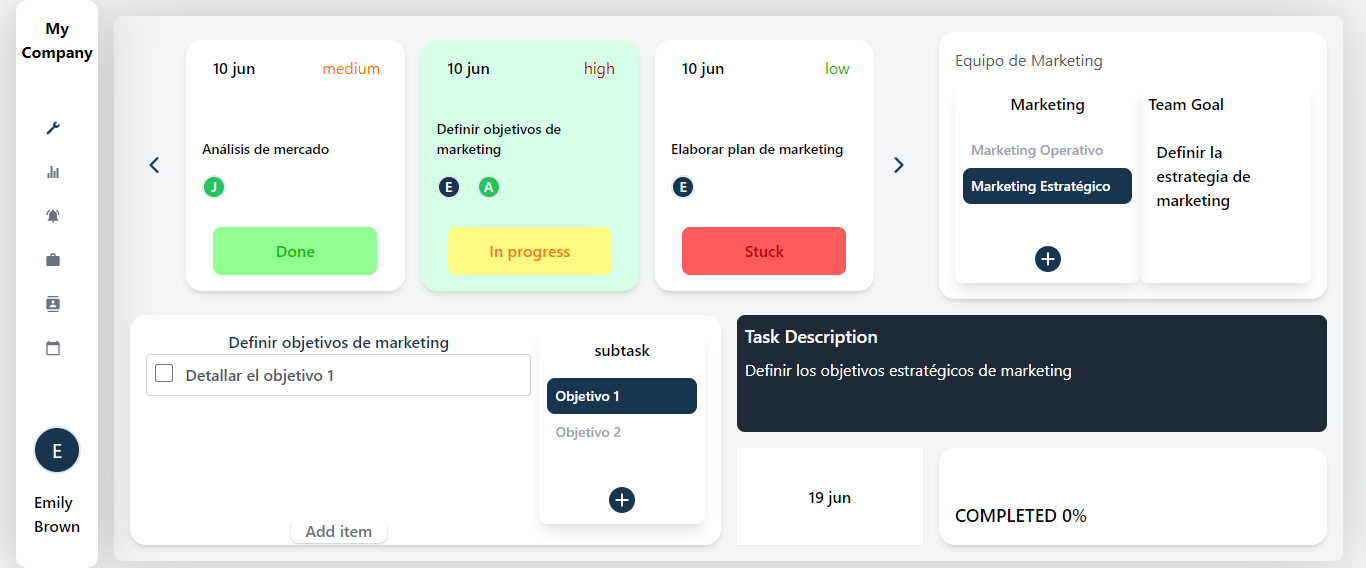 My
Company
E
Emily
Brown
10 jun medium
Análisis de mercado
J
Done
10 jun high
Definir objetivos de
marketing
E A
In progress
10 jun low
Elaborar plan de marketing
E
Stuck
Equipo de Marketing
Marketing
Marketing Operativo
Marketing Estratégico
Team Goal
Definir la
estrategia de
marketing
Definir objetivos de marketing
Detallar el objetivo 1
Add item
subtask
Objetivo 1
Objetivo 2
Task Description
Definir los objetivos estratégicos de marketing
19 jun
COMPLETED 0%